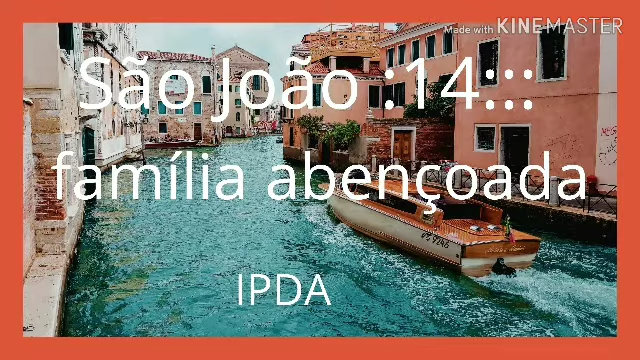 Made with KINEMASTER
São João :14:::
família abençoada
IPDA